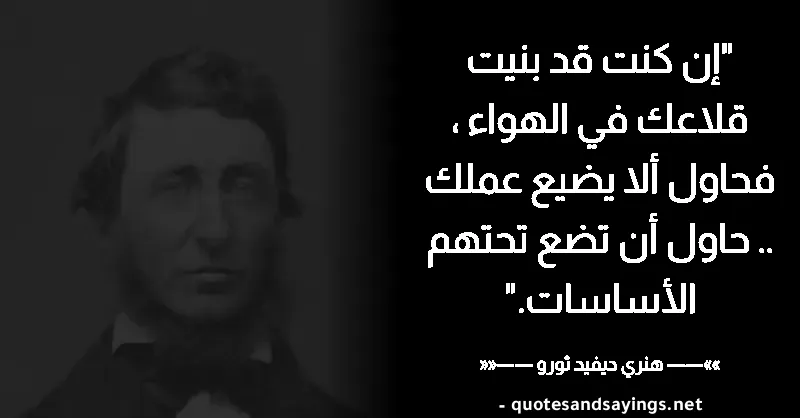 "إن كنت قد بنيت
قلاعك في الهواء ،
فحاول ألا يضيع عملك
.. حاول أن تضع تحتهم
الأساسات."
««—–— هنري ديفيد ثورو —–—»»
- quotesandsayings.net